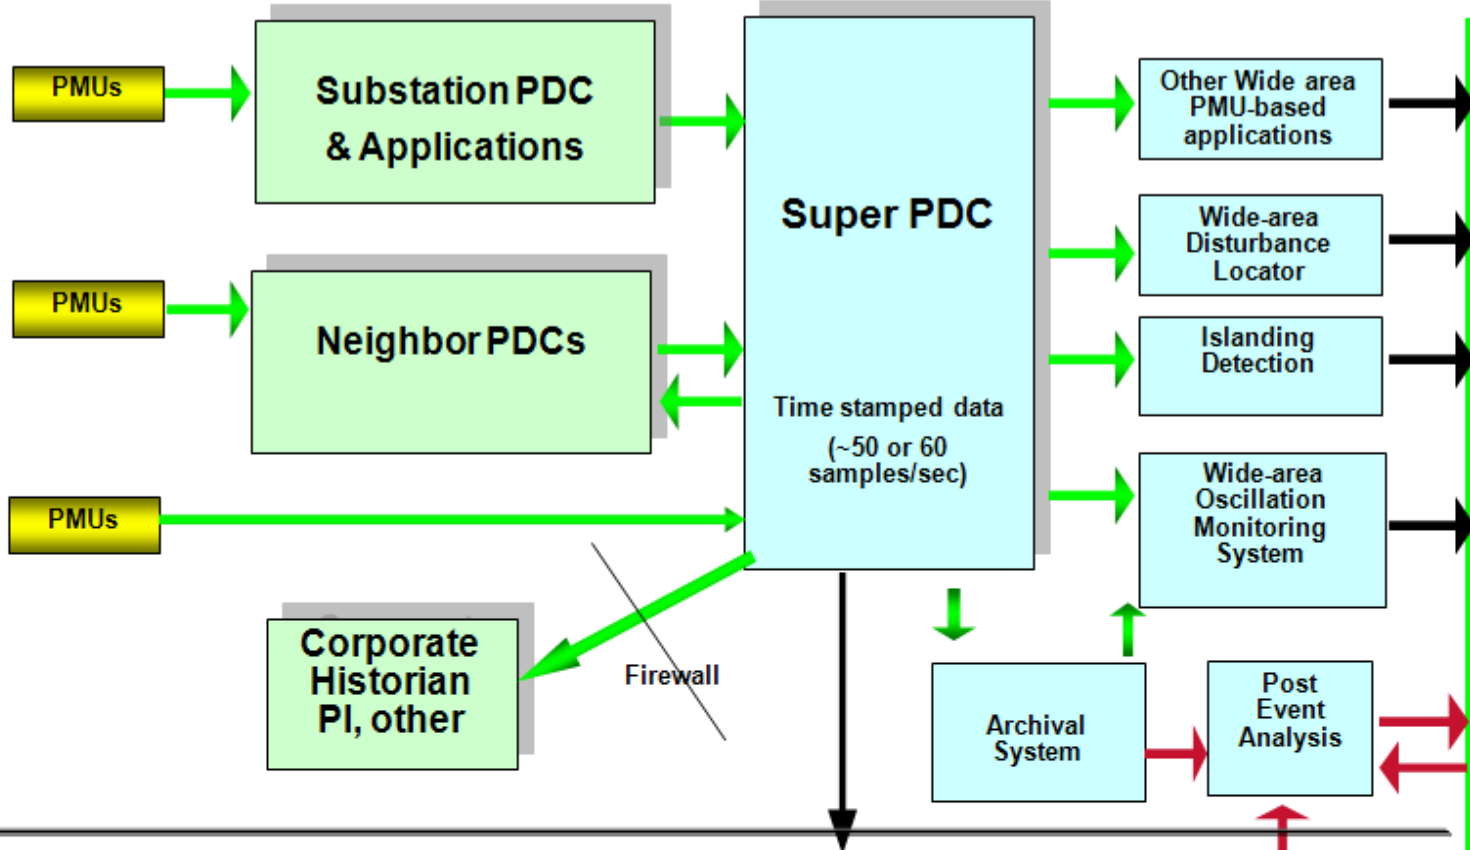 PMUs
Substation PDC
& Applications
PMUs
Neighbor PDCs
PMUs
Super PDC
Time stamped data
(~50 or 60
samples/sec)
Corporate
Historian
PI, other
Firewall
Other Wide area
PMU-based
applications
Wide-area
Disturbance
Locator
Islanding
Detection
Wide-area
Oscillation
Monitoring
System
Archival
System
Post
Event
Analysis